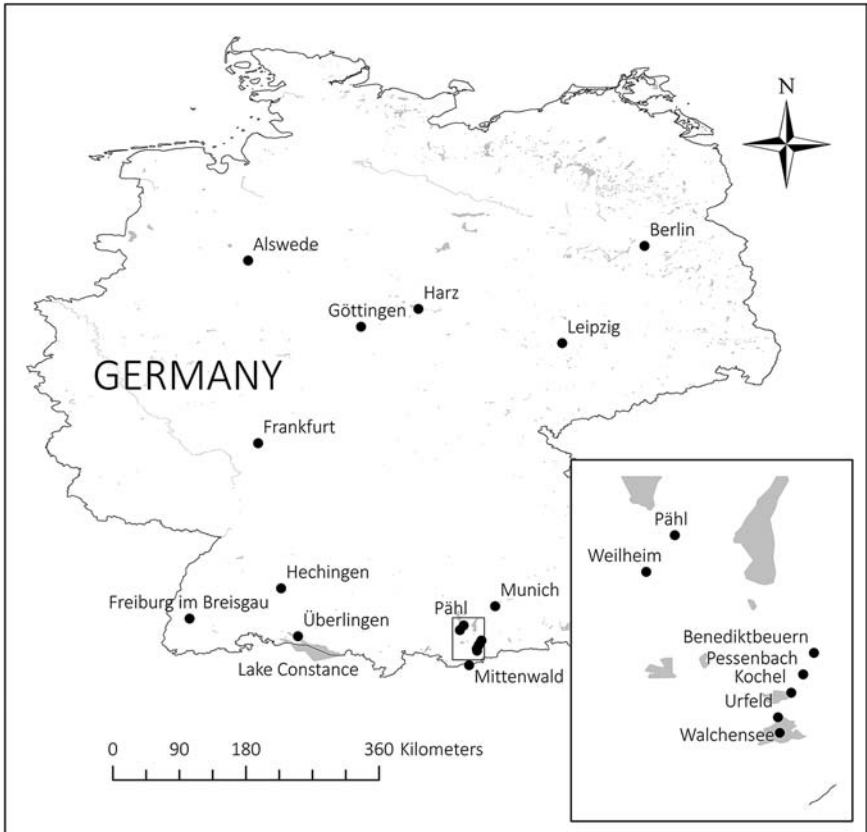 N
Berlin
Alswede
Harz
Göttingen
Leipzig
GERMANY
Frankfurt
Hechingen
Freiburg im Breisgau
Überlingen
Lake Constance
Pähl
Munich
Mittenwald
0 90 180 360 Kilometers
Pähl
Weilheim
Benediktbeuern
Pessenbach
Kochel
Urfeld
Walchensee